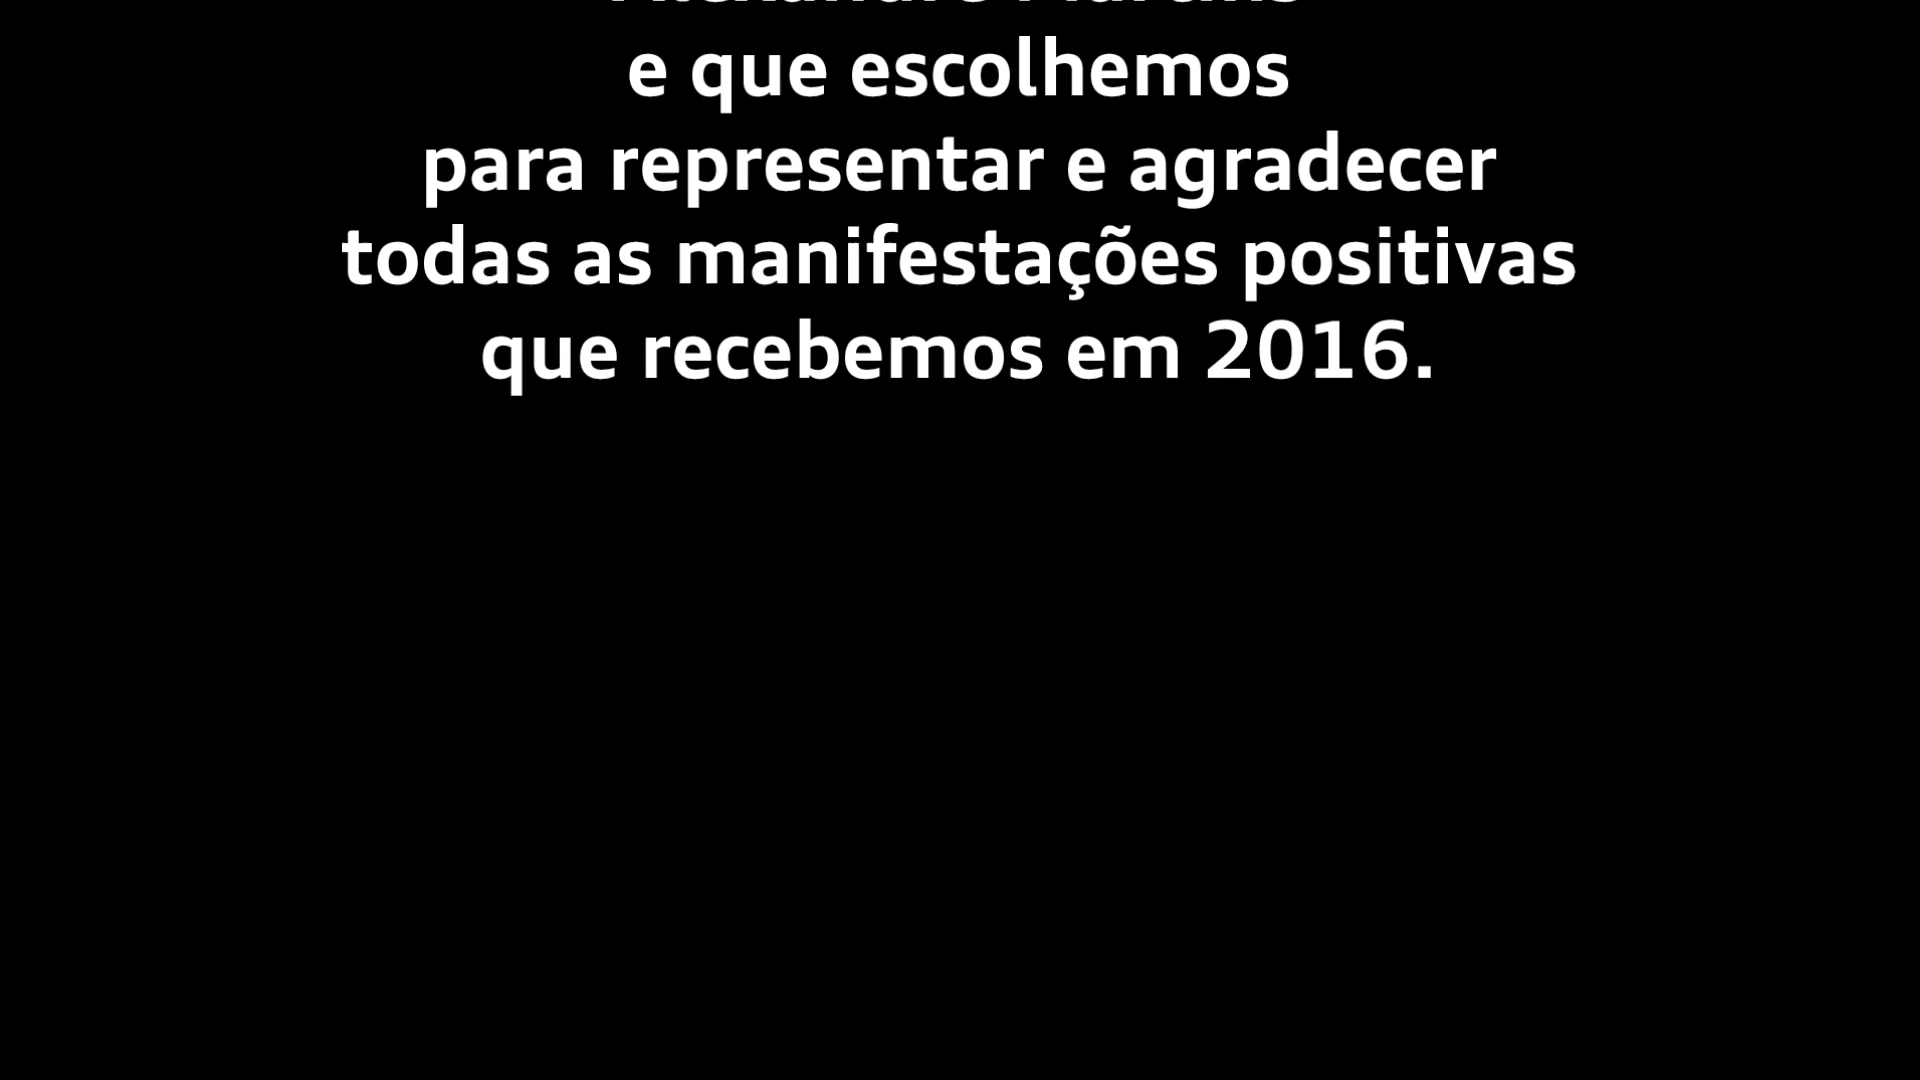 e que escolhemos
para representar e agradecer
todas as manifestações positivas
que recebemos em 2016.